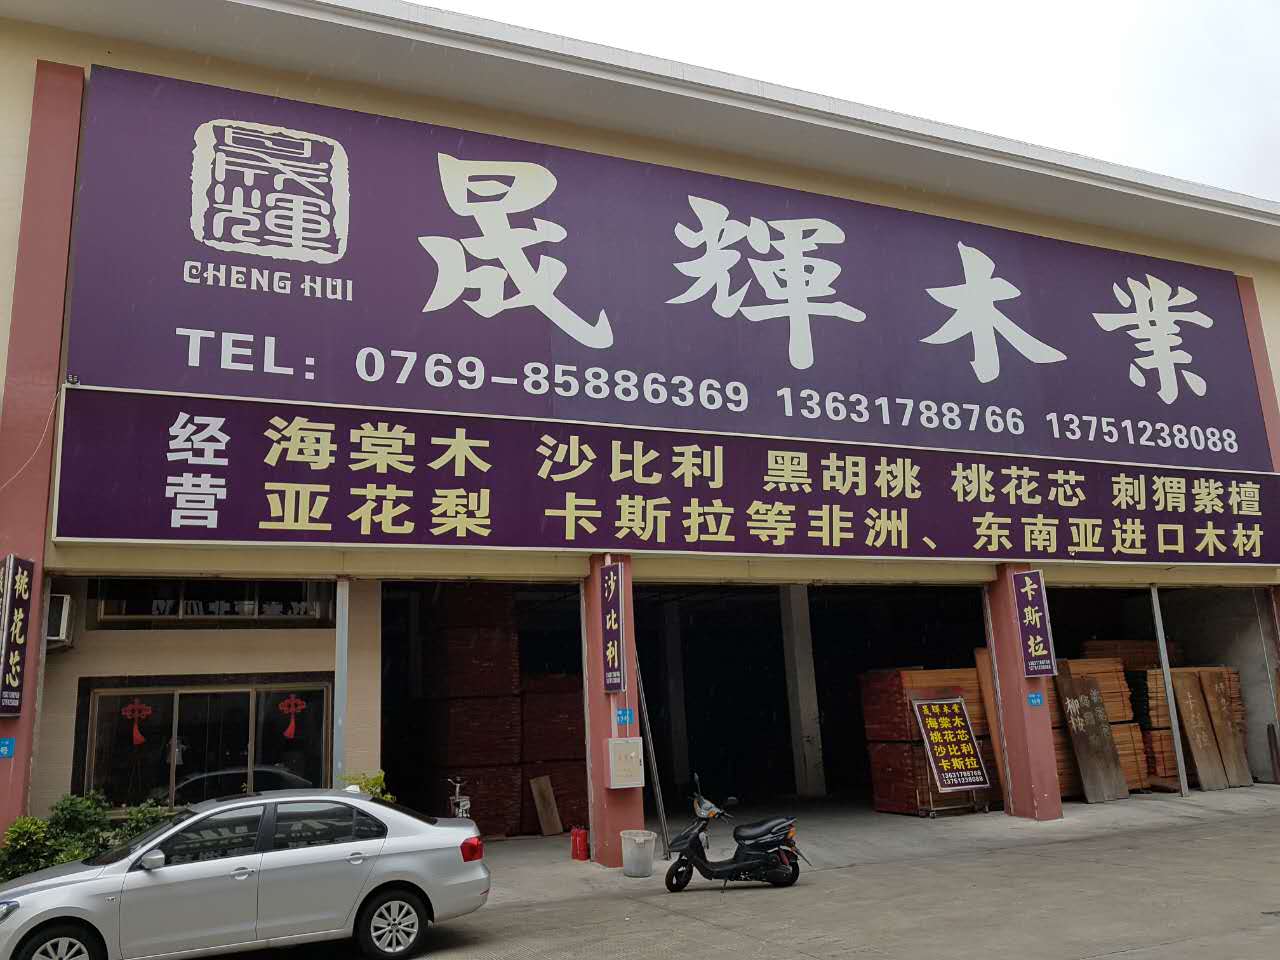 晟輝
CHENG HUI
晟輝木業
TEL: 0769-85886369 13631788766 13751238088
经营
海棠木 沙比利 黑胡桃 桃花芯 刺猬紫檀
亚花梨 卡斯拉等非洲、东南亚进口木材
桃花芯
沙比利
卡斯拉
晟輝木業
海棠木
桃花芯
沙比利
卡斯拉
13631788766
13751238088